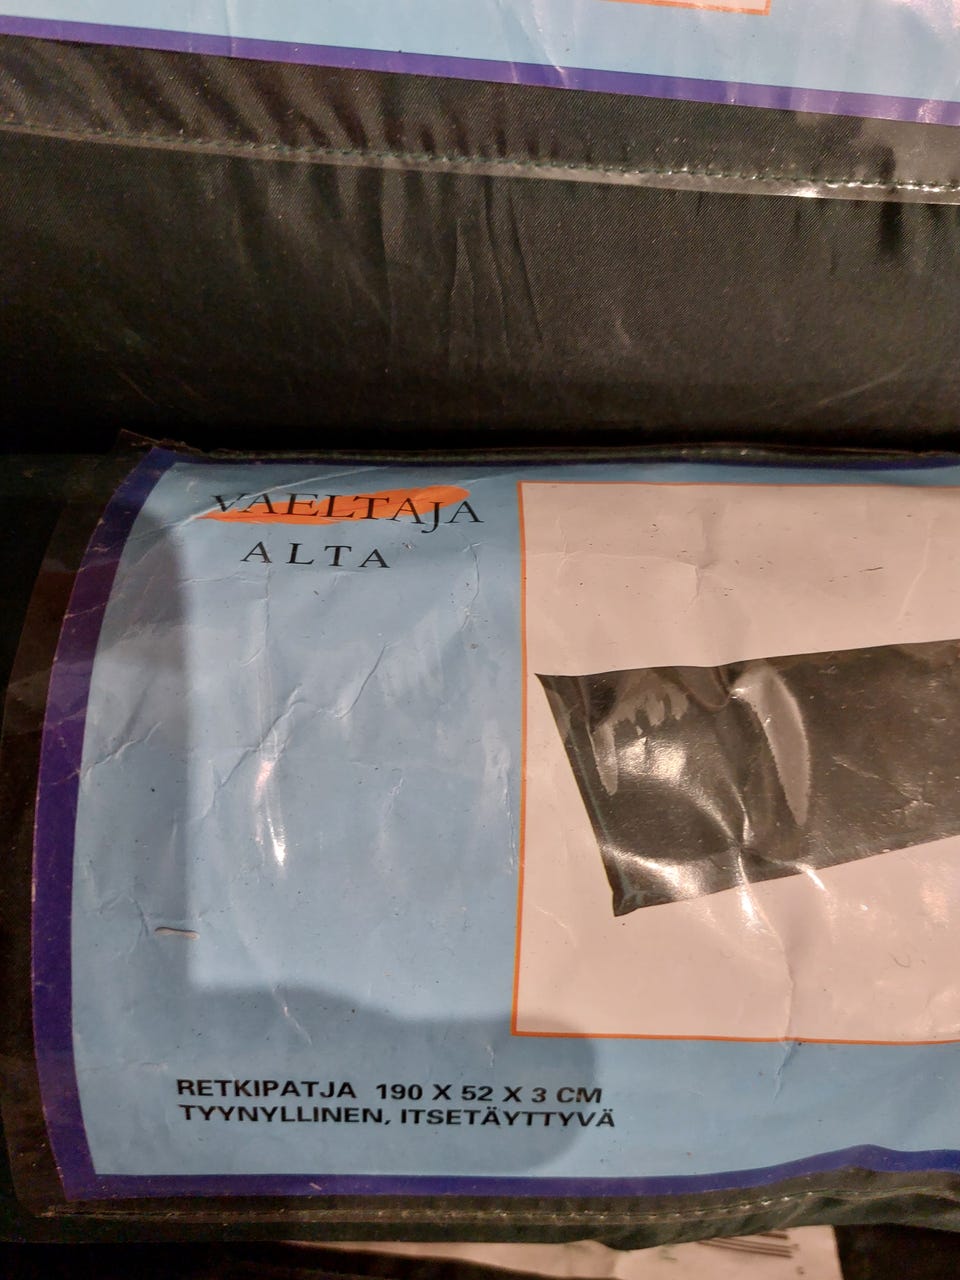 VAELTAJA
ALTA
RETKIPATJA 190 X 52 X 3 CM
TYYNYLLINEN, ITSETÄYTTYVÄ